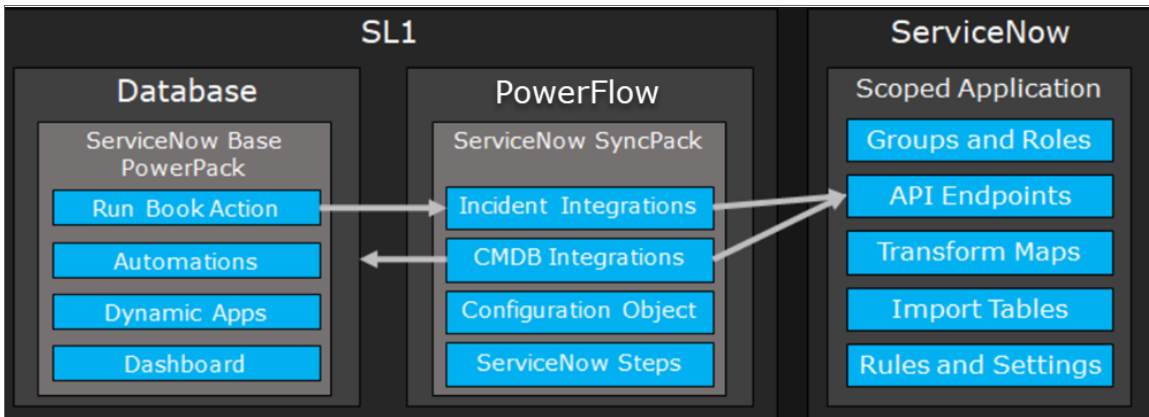 SL1
Database
ServiceNow Base
PowerPack
Run Book Action
Automations
Dynamic Apps
Dashboard
PowerFlow
ServiceNow SyncPack
Incident Integrations
CMDB Integrations
Configuration Object
ServiceNow Steps
ServiceNow
Scoped Application
Groups and Roles
API Endpoints
Transform Maps
Import Tables
Rules and Settings